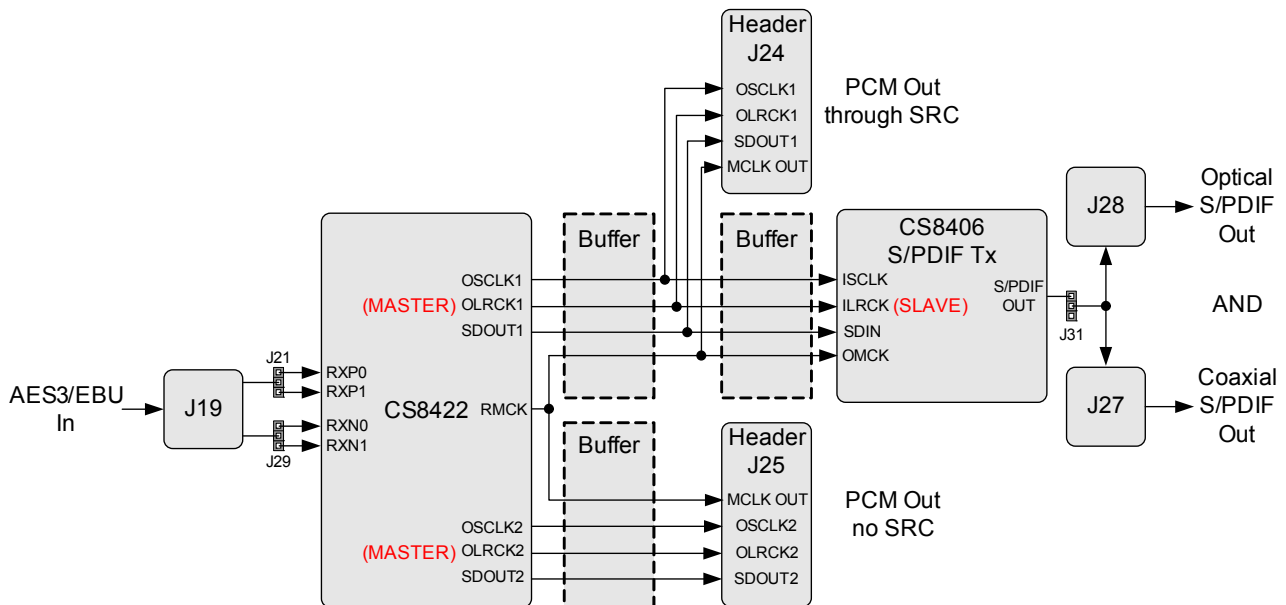 Header
J24
OSCLK1
OLRCK1
SDOUT1
MCLK OUT
PCM Out
through SRC
AES3/EBU
In
J19
J21
J29
RXP0
RXP1
RXN0
RXN1
CS8422
OSCLK1
(MASTER) OLRCK1
SDOUT1
RMCK
OSCLK2
(MASTER) OLRCK2
SDOUT2
Buffer
Buffer
Buffer
CS8406
S/PDIF Tx
ISCLK
ILRCK (SLAVE)
SDIN
OMCK
S/PDIF
OUT
J31
J28
Optical
S/PDIF
Out
AND
J27
Coaxial
S/PDIF
Out
Header
J25
MCLK OUT
OSCLK2
OLRCK2
SDOUT2
PCM Out
no SRC